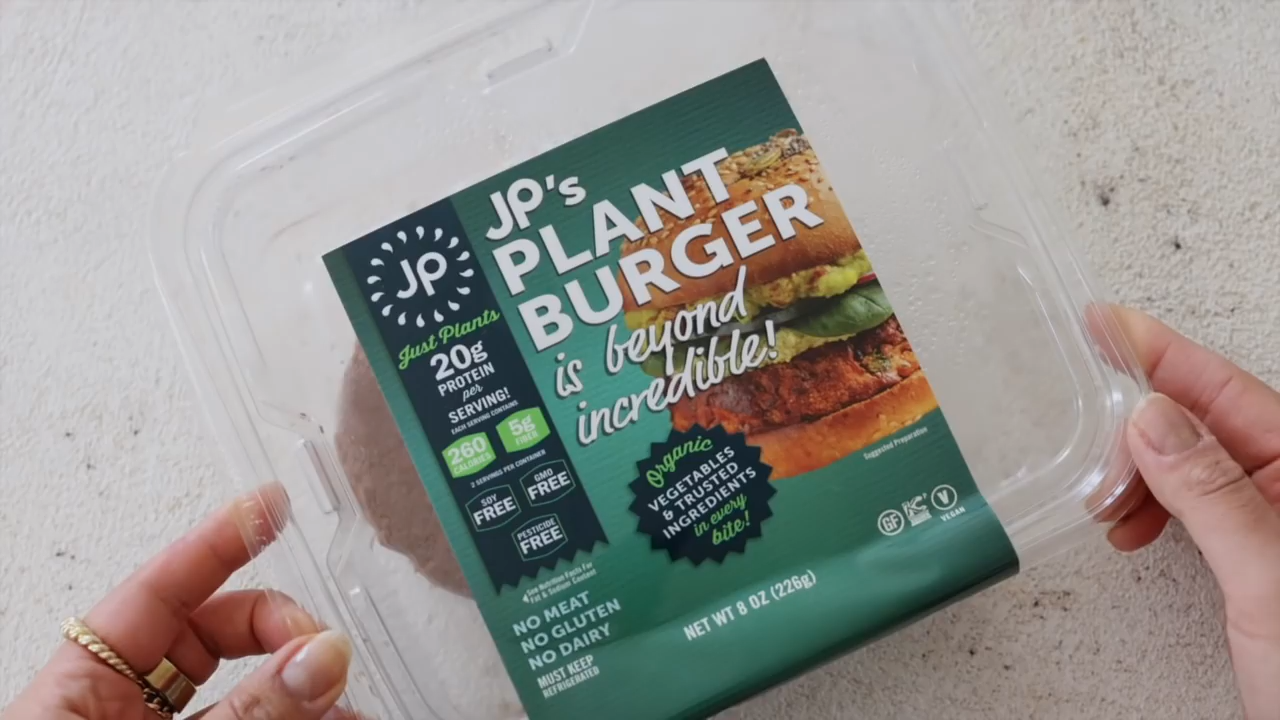 JP's
PLANT
BURGER
is beyond
incredible!
JP
Just Plants
20g
PROTEIN
per
SERVING!
EACH SERVING CONTAINS
260
CALORIES
5g
FIBER
2 SERVINGS PER CONTAINER
SOY
FREE
GMO
FREE
PESTICIDE
FREE
See Nutrition Facts For
Fat & Sodium Content
Organic
VEGETABLES
& TRUSTED
INGREDIENTS
in every
bite!
Suggested Preparation
GF
V
VEGAN
NO MEAT
NO GLUTEN
NO DAIRY
MUST KEEP
REFRIGERATED
NET WT 8 OZ (226g)